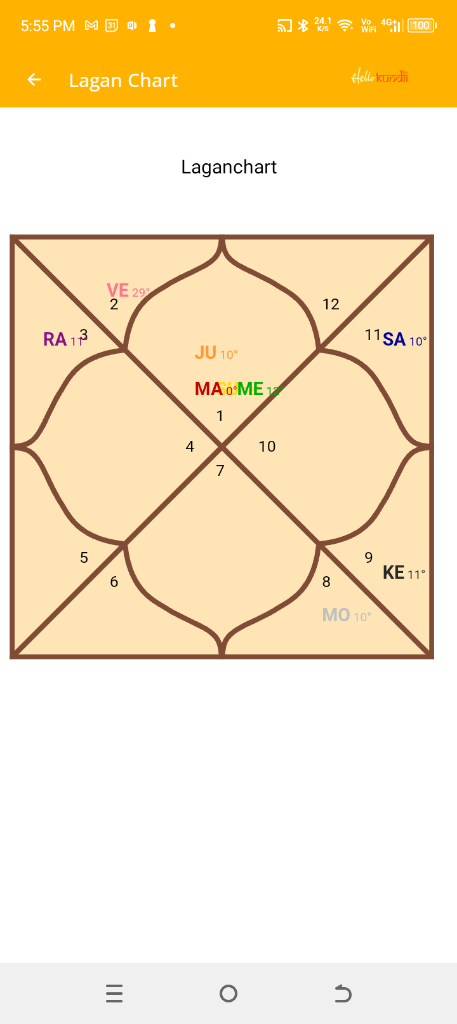 5:55 PM 31 24.1 K/S Vo WiFi 4G+ 100
Lagan Chart Hello kundli
Laganchart
VE 29°
2 12
RA 11° 3 11 SA 10°
JU 10°
MA 0° SU ME 13°
1
4 10
7
5 9
KE 11°
6 8
MO 10°